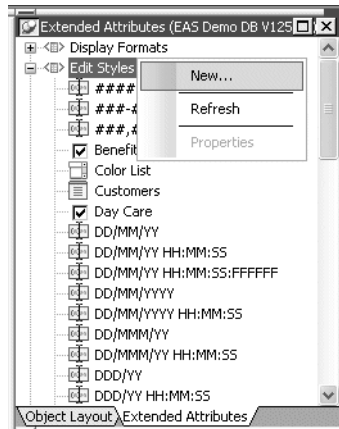 Extended Attributes (EAS Demo DB V125
Display Formats
Edit Styles
New...
####
###-#
Refresh
###,#
Properties
Benefit
Color List
Customers
Day Care
DD/MM/YY
DD/MM/YY HH:MM:SS
DD/MM/YY HH:MM:SS:FFFFFF
DD/MM/YYYY
DD/MM/YYYY HH:MM:SS
DD/MMM/YY
DD/MMM/YY HH:MM:SS
DDD/YY
DDD/YY HH:MM:SS
Object Layout Extended Attributes